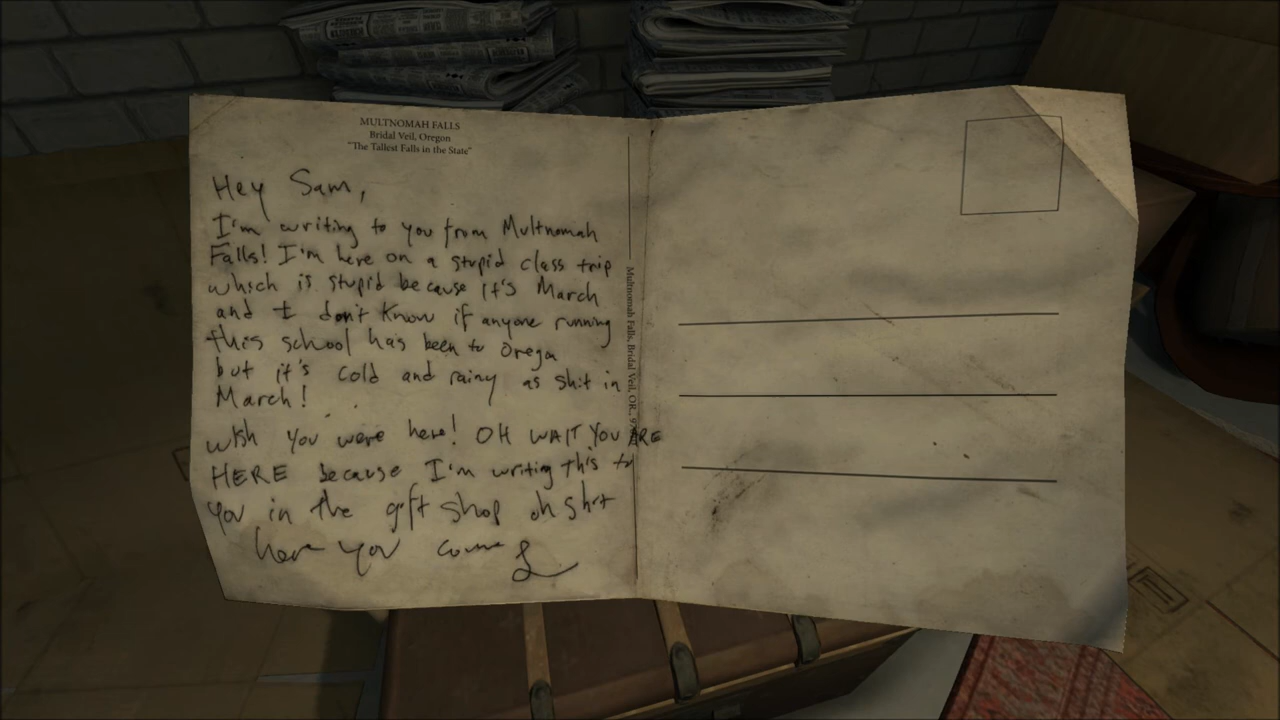 MULTNOMAH FALLS
Bridal Veil, Oregon
"The Tallest Falls in the State"
Hey Sam,
I'm writing to you from Multnomah
Falls! I'm here on a stupid class trip
which is stupid because it's March
and I don't know if anyone running
this school has been to Oregon
but it's cold and rainy as shit in
March!
wish you were here! OH WAIT YOU ARE
HERE because I'm writing this to
you in the gift shop oh shit
here you come
L
Multnomah Falls, Bridal Veil, OR.,